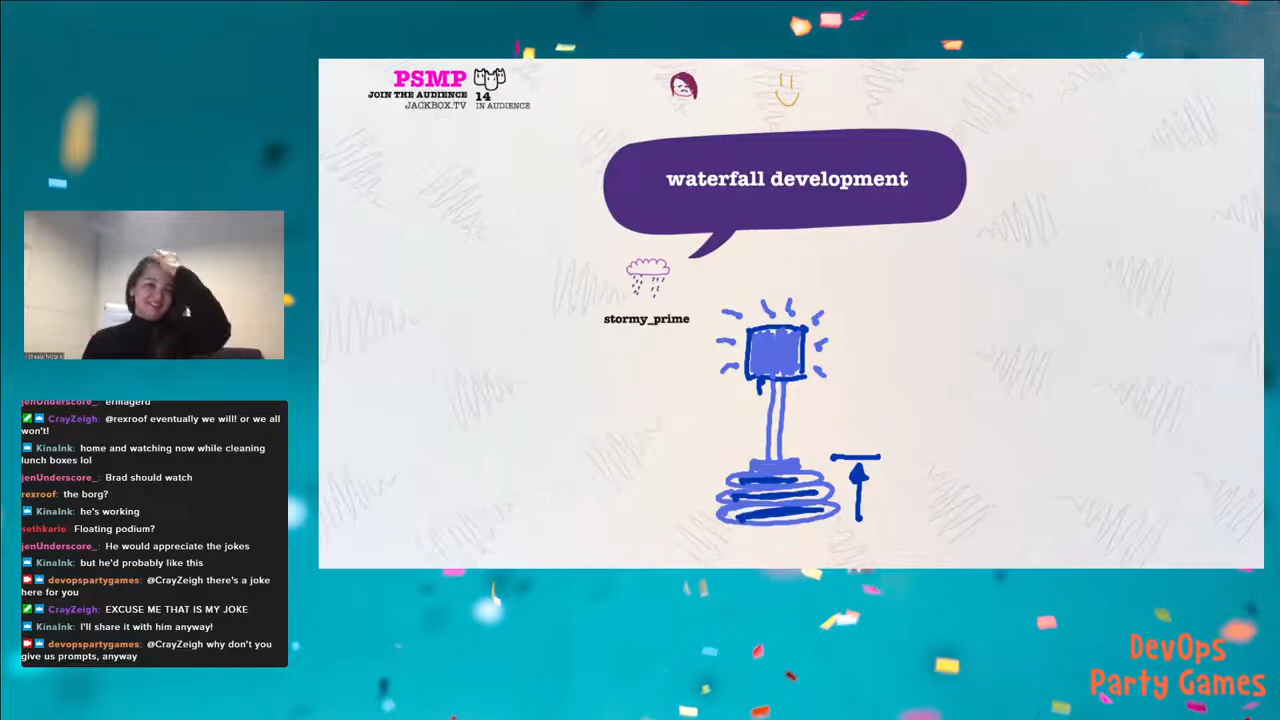 PSMP
JOIN THE AUDIENCE
JACKBOX.TV
14
IN AUDIENCE
waterfall development
stormy_prime
jenUnderscore_: ermagerd
CrayZeigh: @rexroof eventually we will! or we all
won't!
KinaInk: home and watching now while cleaning
lunch boxes lol
jenUnderscore_: Brad should watch
rexroof: the borg?
KinaInk: he's working
sethkarlo: Floating podium?
jenUnderscore_: He would appreciate the jokes
KinaInk: but he'd probably like this
devopspartygames: @CrayZeigh there's a joke
here for you
CrayZeigh: EXCUSE ME THAT IS MY JOKE
KinaInk: I'll share it with him anyway!
devopspartygames: @CrayZeigh why don't you
give us prompts, anyway
DevOps
Party Games